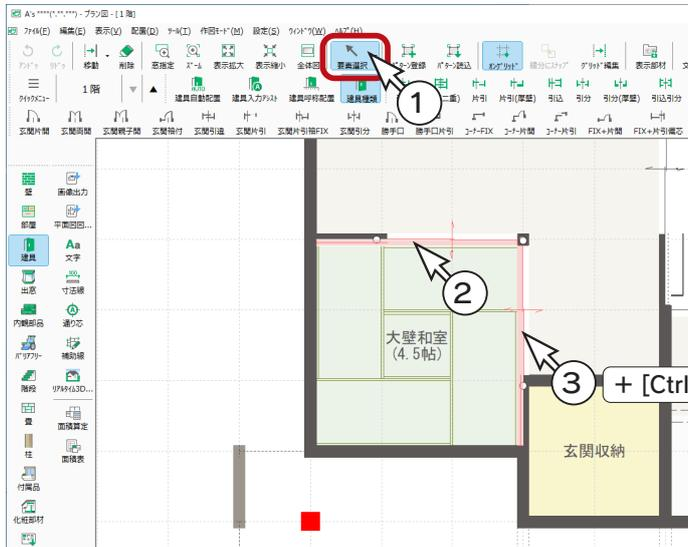 A's ****(*.**.***) - プラン図 - [1 階]
ファイル(F) 編集(E) 表示(V) 配置(D) ツール(T) 作図モード(M) 設定(S) ウィンドウ(W) ヘルプ(H)
アンドゥ リドゥ 移動 削除 窓指定 ズーム 表示拡大 表示縮小 全体図 要素選択 パターン登録 パターン読込 オングリッド 線分にスナップ グリッド編集 表示部材
クイックメニュー 1 階 建具自動配置 建具入力アシスト 建具呼称配置 建具種類 二重) 片引 片引(厚壁) 引込 引分 引分(厚壁) 引込引分
玄関片開 玄関両開 玄関親子開 玄関袖付 玄関引違 玄関片引 玄関片引袖FIX 玄関引分 勝手口 勝手口片引 コーナーFIX コーナー片開 コーナー片引 FIX+片開 FIX+片引偏芯
壁 画像出力
部屋 平面図図...
建具 文字
出窓 寸法線
内観部品 通り芯
バリアフリー 補助線
階段 リアルタイム3D...
畳 面積算定
柱 面積表
付属品
化粧部材
1
2
3 + [Ctrl
大壁和室
(4.5帖)
玄関収納